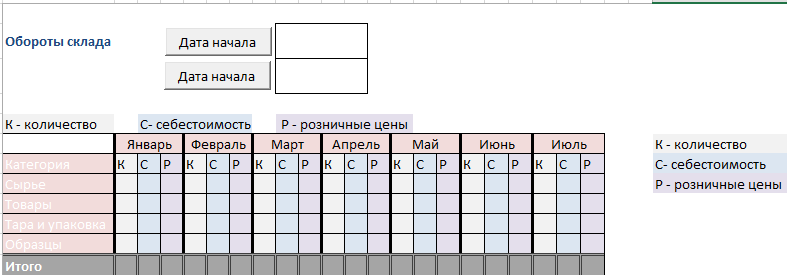 Обороты склада
Дата начала
Дата начала
К - количество С- себестоимость Р - розничные цены
Январь Февраль Март Апрель Май Июнь Июль
К - количество
Категория К С Р К С Р К С Р К С Р К С Р К С Р К С Р
С- себестоимость
Сырье
Р - розничные цены
Товары
Тара и упаковка
Образцы
Итого